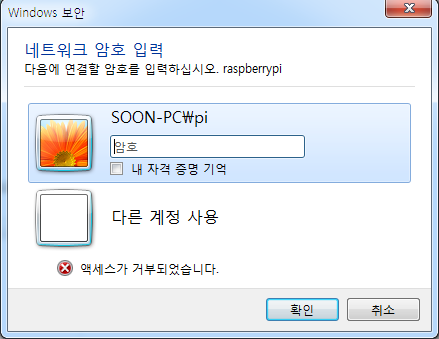 Windows 보안
네트워크 암호 입력
다음에 연결할 암호를 입력하십시오. raspberrypi
SOON-PC₩pi
암호
내 자격 증명 기억
다른 계정 사용
액세스가 거부되었습니다.
확인
취소